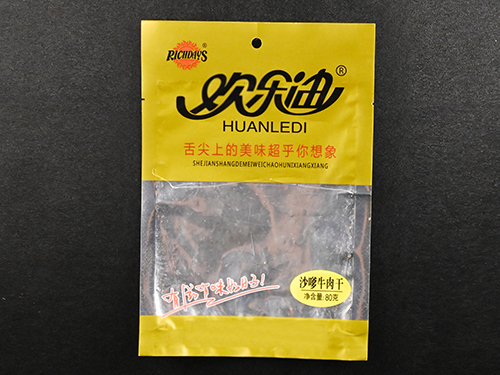 RICHDAYS®
欢乐迪®
HUANLEDI
舌尖上的美味超乎你想象
SHEJIANSHANGDEMEIWEICHAOHUNIXIANGXIANG
沙嗲牛肉干
净含量:80克